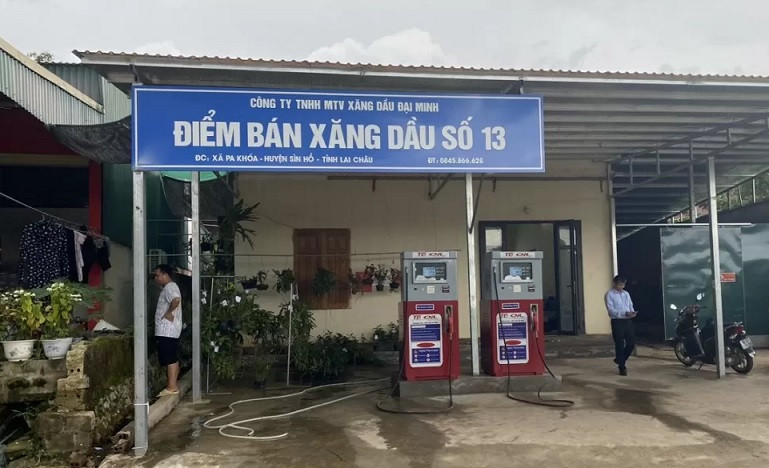 CÔNG TY TNHH MTV XĂNG DẦU ĐẠI MINH
ĐIỂM BÁN XĂNG DẦU SỐ 13
ĐC: XÃ PA KHÓA - HUYỆN SÌN HỒ - TỈNH LAI CHÂU ĐT: 0845.866.626